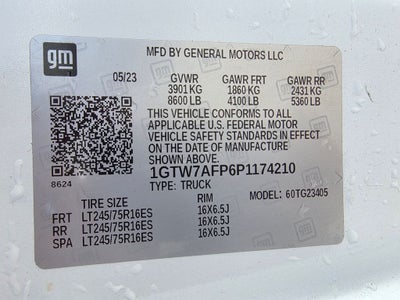 gm
MFD BY GENERAL MOTORS LLC
05/23 GVWR GAWR FRT GAWR RR
3901 KG 1860 KG 2431 KG
8600 LB 4100 LB 5360 LB
THIS VEHICLE CONFORMS TO ALL
APPLICABLE U.S. FEDERAL MOTOR
VEHICLE SAFETY STANDARDS IN EFFECT ON
THE DATE OF MANUFACTURE
SHOWN ABOVE.
8624
1GTW7AFP6P1174210
TYPE: TRUCK
MODEL: 60TG23405
TIRE SIZE RIM
FRT LT245/75R16ES 16X6.5J
RR LT245/75R16ES 16X6.5J
SPA LT245/75R16ES 16X6.5J